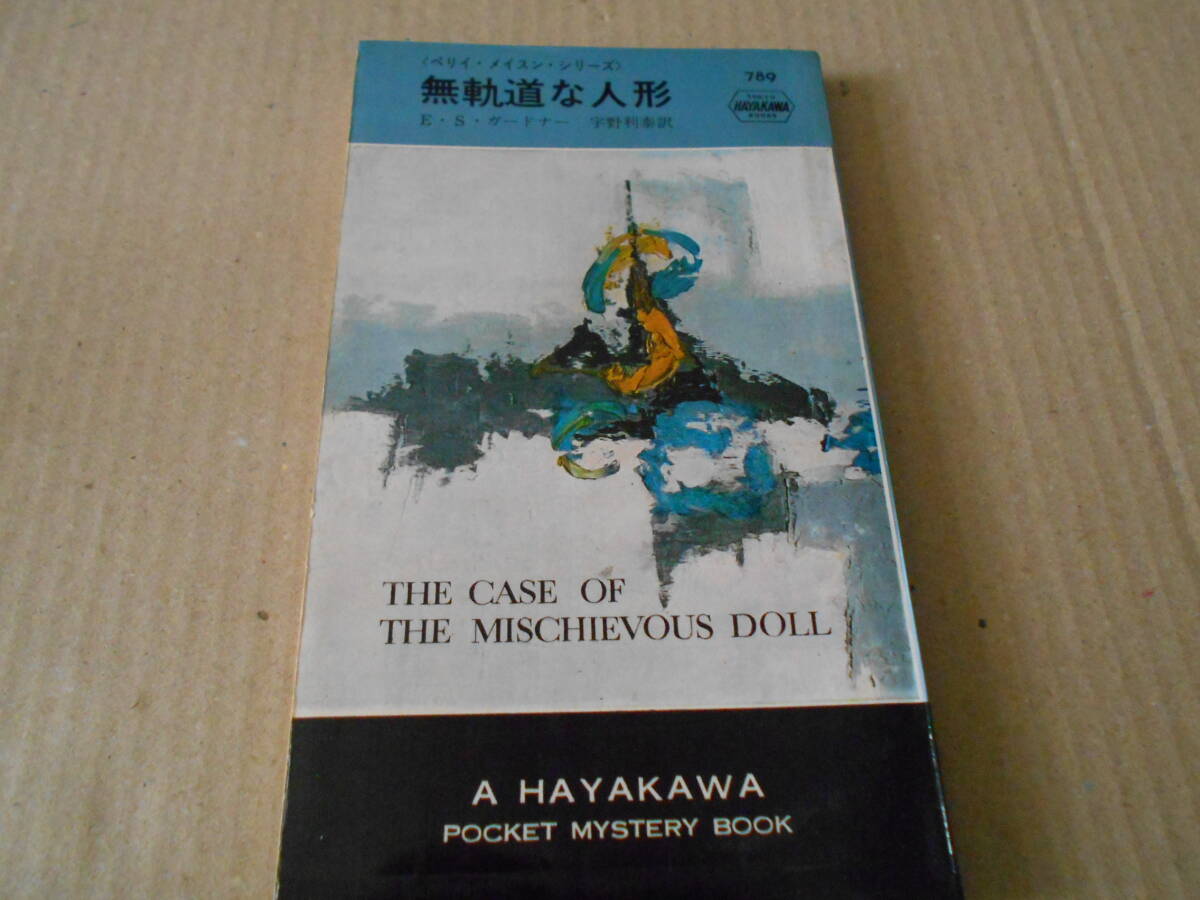 〈ペリイ・メイスン・シリーズ〉
無軌道な人形
E・S・ガードナー 宇野利泰訳
789
TOKYO
HAYAKAWA
BOOKS
THE CASE OF
THE MISCHIEVOUS DOLL
A HAYAKAWA
POCKET MYSTERY BOOK